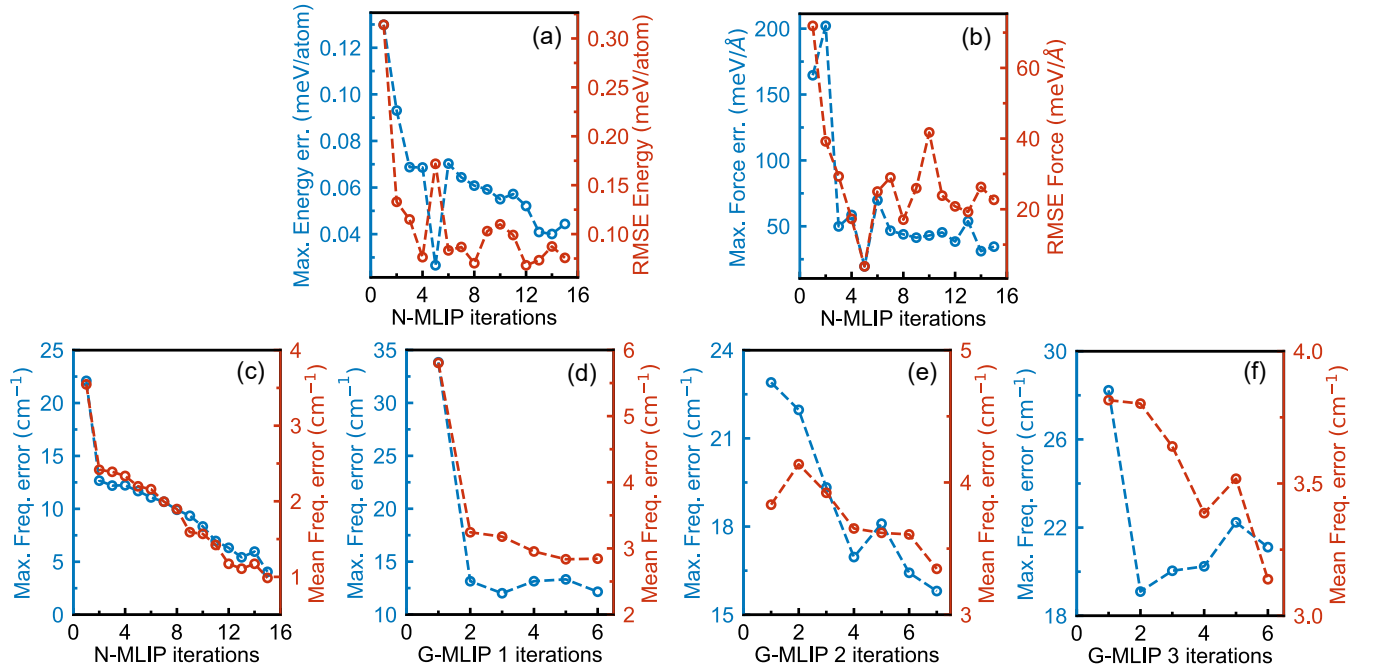 (a)
Max. Energy err. (meV/atom)
0.12
0.10
0.08
0.06
0.04
RMSE Energy (meV/atom)
0.30
0.25
0.20
0.15
0.10
0 4 8 12 16
N-MLIP iterations
(b)
Max. Force err. (meV/Å)
200
150
100
50
RMSE Force (meV/Å)
60
40
20
0 4 8 12 16
N-MLIP iterations
(c)
Max. Freq. error (cm⁻¹)
25
20
15
10
5
0
Mean Freq. error (cm⁻¹)
4
3
2
1
0 4 8 12 16
N-MLIP iterations
(d)
Max. Freq. error (cm⁻¹)
35
30
25
20
15
10
Mean Freq. error (cm⁻¹)
6
5
4
3
2
0 2 4 6
G-MLIP 1 iterations
(e)
Max. Freq. error (cm⁻¹)
24
21
18
15
Mean Freq. error (cm⁻¹)
5
4
3
0 2 4 6
G-MLIP 2 iterations
(f)
Max. Freq. error (cm⁻¹)
30
26
22
18
Mean Freq. error (cm⁻¹)
4.0
3.5
3.0
0 2 4 6
G-MLIP 3 iterations